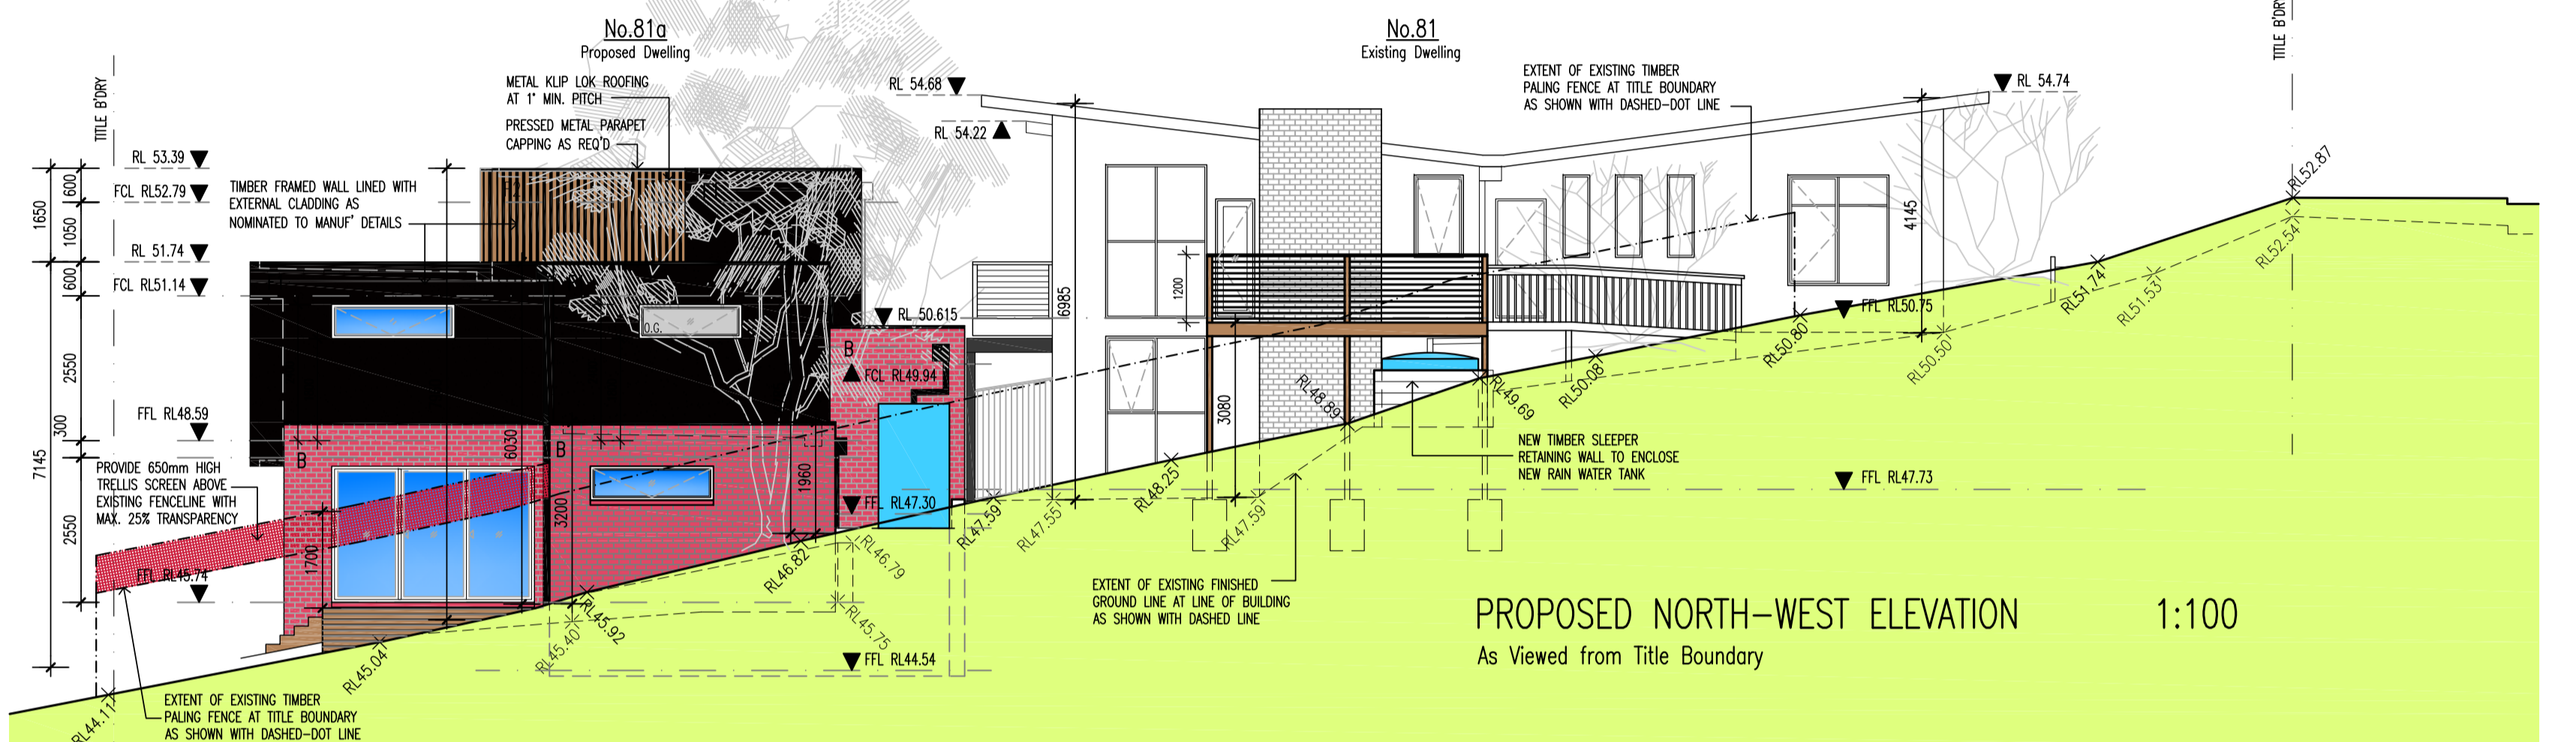 No.81a
Proposed Dwelling
No.81
Existing Dwelling
TITLE B'DRY
TITLE B'DRY
METAL KLIP LOK ROOFING
AT 1° MIN. PITCH
PRESSED METAL PARAPET
CAPPING AS REQ'D
TIMBER FRAMED WALL LINED WITH
EXTERNAL CLADDING AS
NOMINATED TO MANUF' DETAILS
EXTENT OF EXISTING TIMBER
PALING FENCE AT TITLE BOUNDARY
AS SHOWN WITH DASHED-DOT LINE
RL 54.68
RL 54.22
RL 54.74
RL 53.39
FCL RL52.79
RL 51.74
FCL RL51.14
FFL RL48.59
FFL RL45.74
1650
7145
600
1050
600
2550
300
2550
PROVIDE 650mm HIGH
TRELLIS SCREEN ABOVE
EXISTING FENCELINE WITH
MAX. 25% TRANSPARENCY
EXTENT OF EXISTING TIMBER
PALING FENCE AT TITLE BOUNDARY
AS SHOWN WITH DASHED-DOT LINE
O.G.
B
B
B
1700
6030
3200
1960
RL 50.615
FCL RL49.94
FFL RL47.30
FFL RL44.54
6985
1200
3080
4145
FFL RL50.75
FFL RL47.73
RL44.11
RL45.04
RL45.40
RL45.92
RL46.82
RL46.79
RL45.75
RL47.59
RL47.55
RL48.25
RL47.59
RL48.89
RL49.69
RL50.08
RL50.80
RL50.50
RL51.74
RL51.53
RL52.54
RL52.87
NEW TIMBER SLEEPER
RETAINING WALL TO ENCLOSE
NEW RAIN WATER TANK
EXTENT OF EXISTING FINISHED
GROUND LINE AT LINE OF BUILDING
AS SHOWN WITH DASHED LINE
PROPOSED NORTH-WEST ELEVATION 1:100
As Viewed from Title Boundary